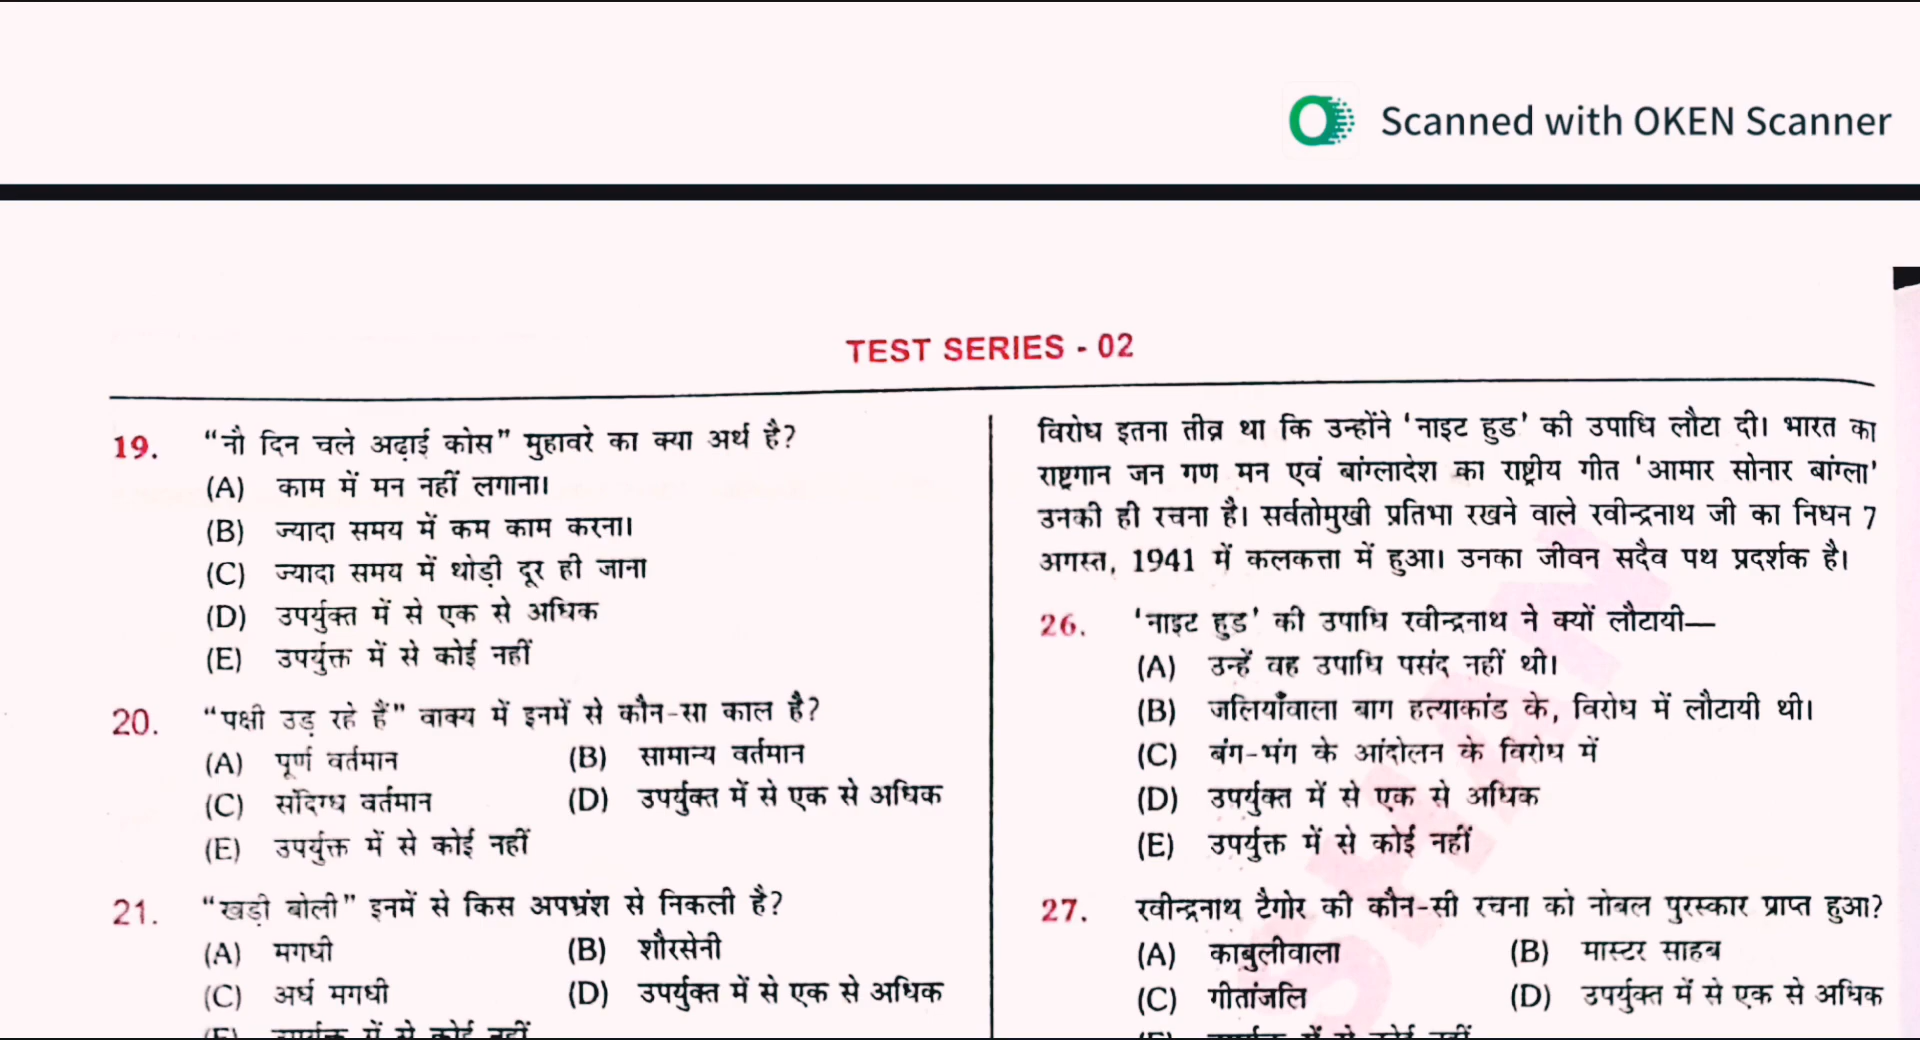 Scanned with OKEN Scanner
TEST SERIES - 02
19. “नौ दिन चले अढ़ाई कोस” मुहावरे का क्या अर्थ है?
(A) काम में मन नहीं लगाना।
(B) ज्यादा समय में कम काम करना।
(C) ज्यादा समय में थोड़ी दूर ही जाना
(D) उपर्युक्त में से एक से अधिक
(E) उपर्युक्त में से कोई नहीं
20. “पक्षी उड़ रहे हैं” वाक्य में इनमें से कौन-सा काल है?
(A) पूर्ण वर्तमान (B) सामान्य वर्तमान
(C) संदिग्ध वर्तमान (D) उपर्युक्त में से एक से अधिक
(E) उपर्युक्त में से कोई नहीं
21. “खड़ी बोली” इनमें से किस अपभ्रंश से निकली है?
(A) मगधी (B) शौरसेनी
(C) अर्ध मगधी (D) उपर्युक्त में से एक से अधिक
(E) उपर्युक्त में से कोई नहीं
विरोध इतना तीव्र था कि उन्होंने ‘नाइट हुड’ की उपाधि लौटा दी। भारत का
राष्ट्रगान जन गण मन एवं बांग्लादेश का राष्ट्रीय गीत ‘आमार सोनार बांग्ला’
उनकी ही रचना है। सर्वतोमुखी प्रतिभा रखने वाले रवीन्द्रनाथ जी का निधन 7
अगस्त, 1941 में कलकत्ता में हुआ। उनका जीवन सदैव पथ प्रदर्शक है।
26. ‘नाइट हुड’ की उपाधि रवीन्द्रनाथ ने क्यों लौटायी—
(A) उन्हें वह उपाधि पसंद नहीं थी।
(B) जलियाँवाला बाग हत्याकांड के, विरोध में लौटायी थी।
(C) बंग-भंग के आंदोलन के विरोध में
(D) उपर्युक्त में से एक से अधिक
(E) उपर्युक्त में से कोई नहीं
27. रवीन्द्रनाथ टैगोर की कौन-सी रचना को नोबल पुरस्कार प्राप्त हुआ?
(A) काबुलीवाला (B) मास्टर साहब
(C) गीतांजलि (D) उपर्युक्त में से एक से अधिक
(E) उपर्युक्त में से कोई नहीं